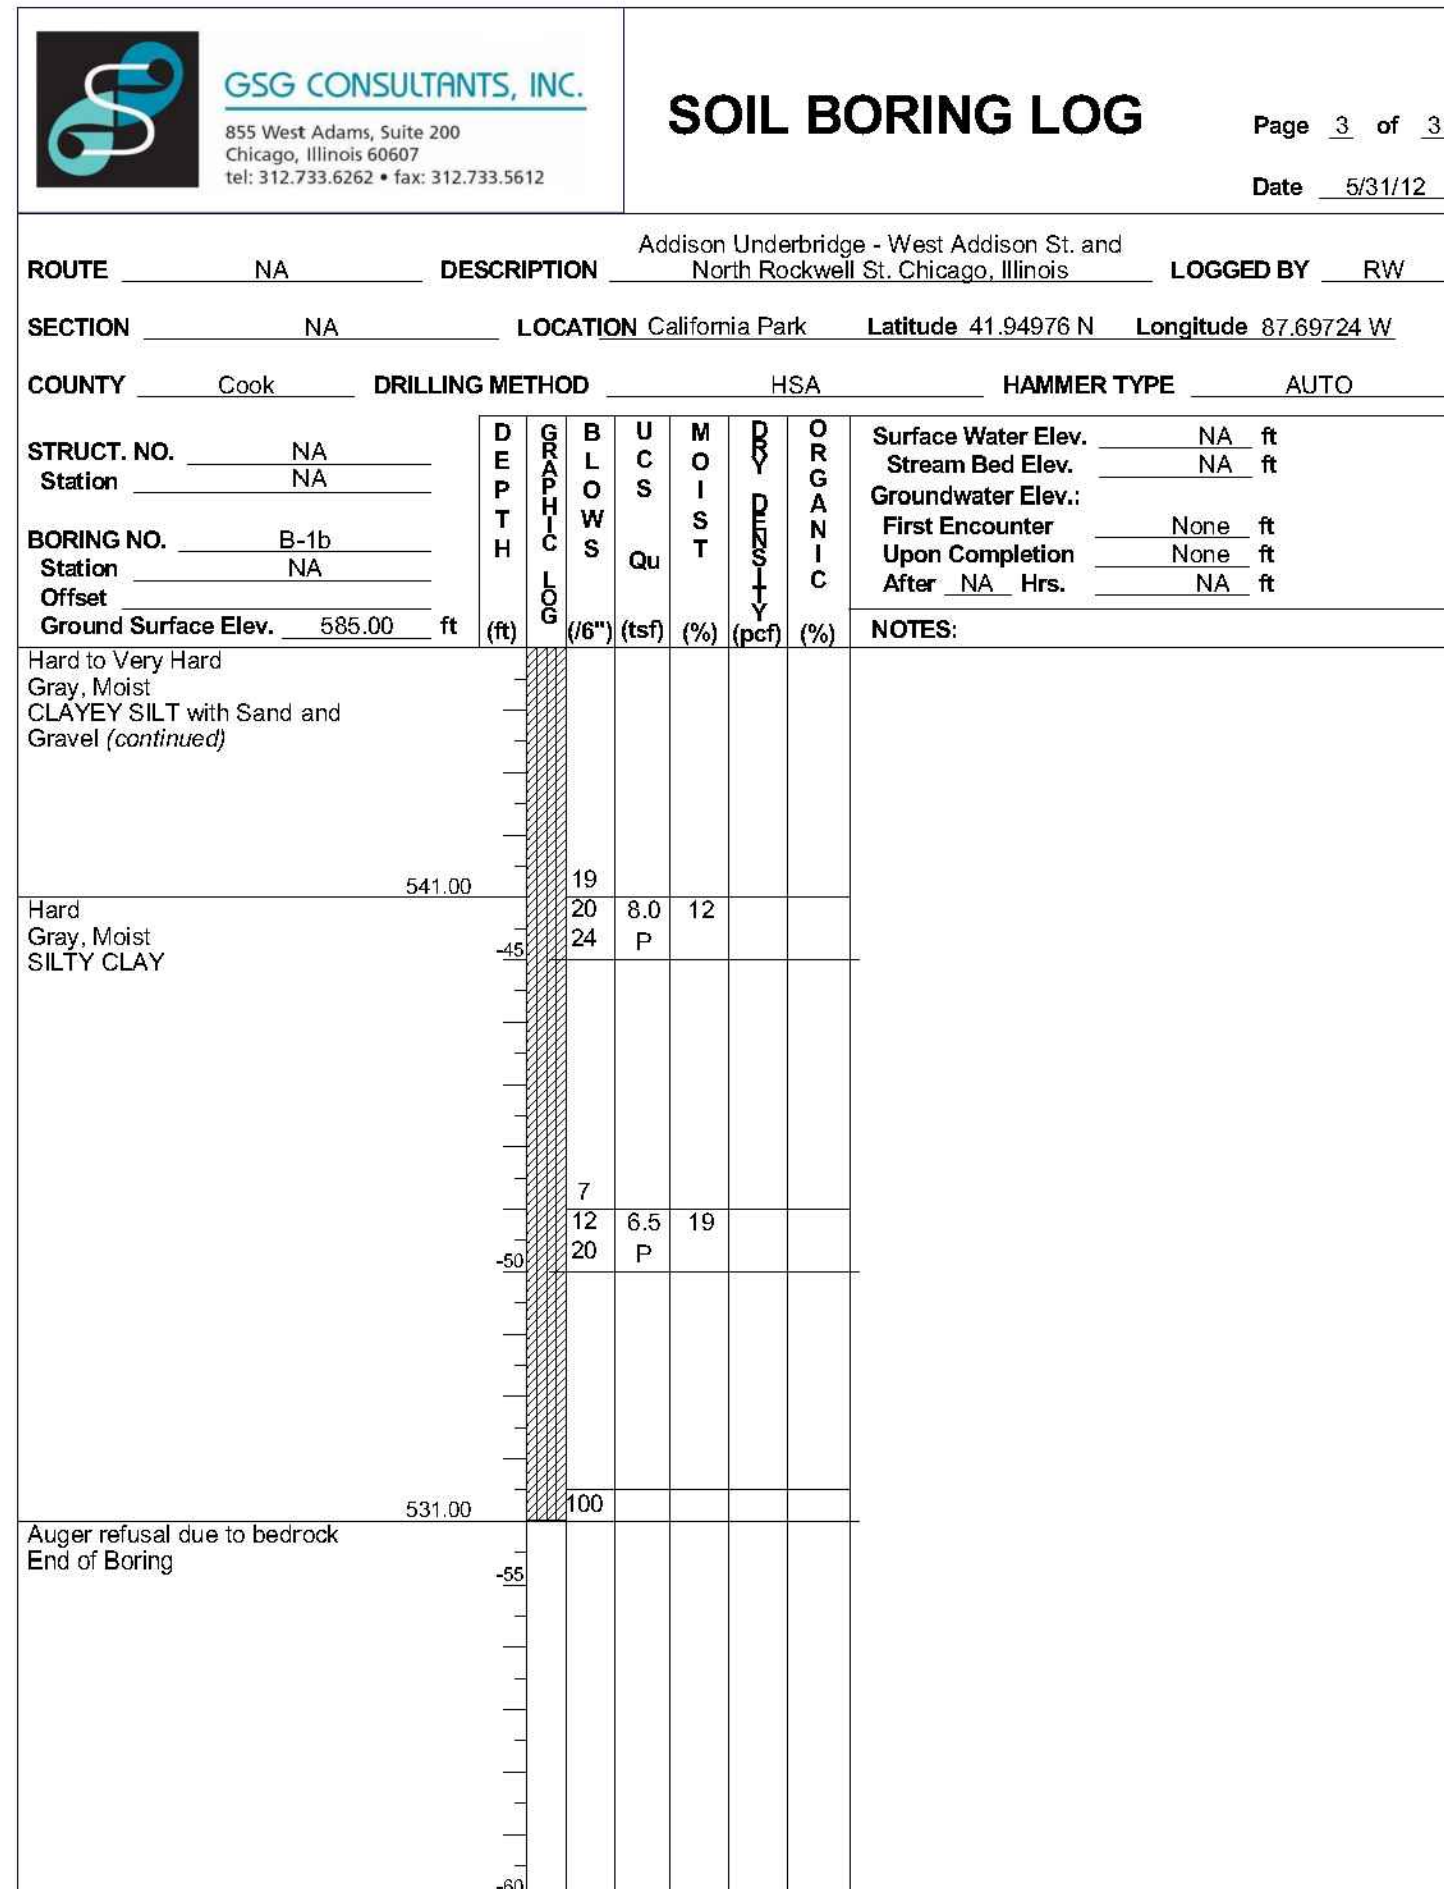 GSG CONSULTANTS, INC.
855 West Adams, Suite 200
Chicago, Illinois 60607
tel: 312.733.6262 • fax: 312.733.5612
SOIL BORING LOG
Page 3 of 3
Date 5/31/12
ROUTE NA DESCRIPTION Addison Underbridge - West Addison St. and
North Rockwell St. Chicago, Illinois LOGGED BY RW
SECTION NA LOCATION California Park Latitude 41.94976 N Longitude 87.69724 W
COUNTY Cook DRILLING METHOD HSA HAMMER TYPE AUTO
STRUCT. NO. NA
Station NA
BORING NO. B-1b
Station NA
Offset
Ground Surface Elev. 585.00 ft
DEPTH (ft)
GRAPHIC LOG
BLOWS (/6")
UCS Qu (tsf)
MOIST (%)
DRY DENSITY (pcf)
ORGANIC (%)
Surface Water Elev. NA ft
Stream Bed Elev. NA ft
Groundwater Elev.:
First Encounter None ft
Upon Completion None ft
After NA Hrs. NA ft
NOTES:
Hard to Very Hard
Gray, Moist
CLAYEY SILT with Sand and
Gravel (continued)
541.00 19
Hard 20 8.0 12
Gray, Moist 24 P
-45
SILTY CLAY
7
12 6.5 19
-50 20 P
531.00 100
Auger refusal due to bedrock
End of Boring
-55
-60